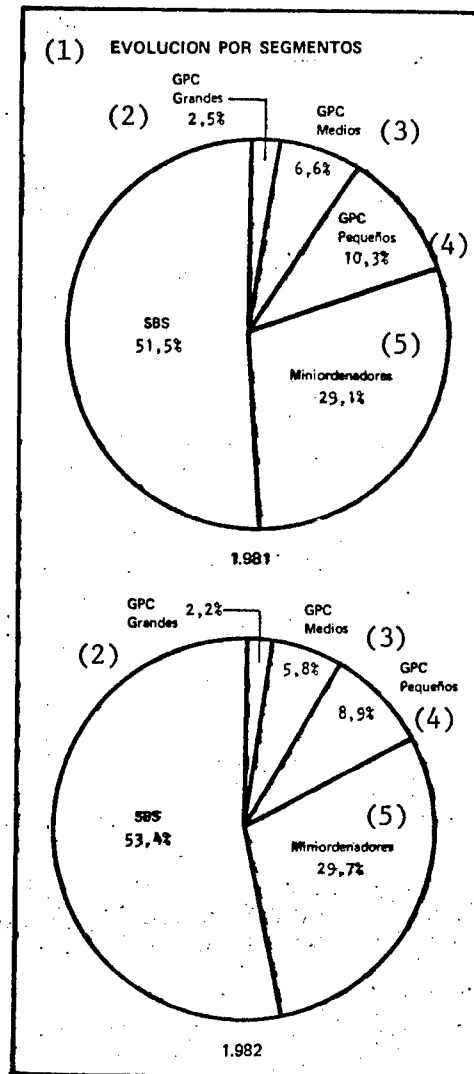 (1) EVOLUCION POR SEGMENTOS
GPC
Grandes
2,5%
(2)
GPC
Medios
(3)
6,6%
GPC
Pequeños
10,3%
(4)
SBS
51,5%
(5)
Miniordenadores
29,1%
1.981
GPC
Grandes
2,2%
(2)
GPC
Medios
(3)
5,8%
GPC
Pequeños
(4)
8,9%
SBS
53,4%
(5)
Miniordenadores
29,7%
1.982